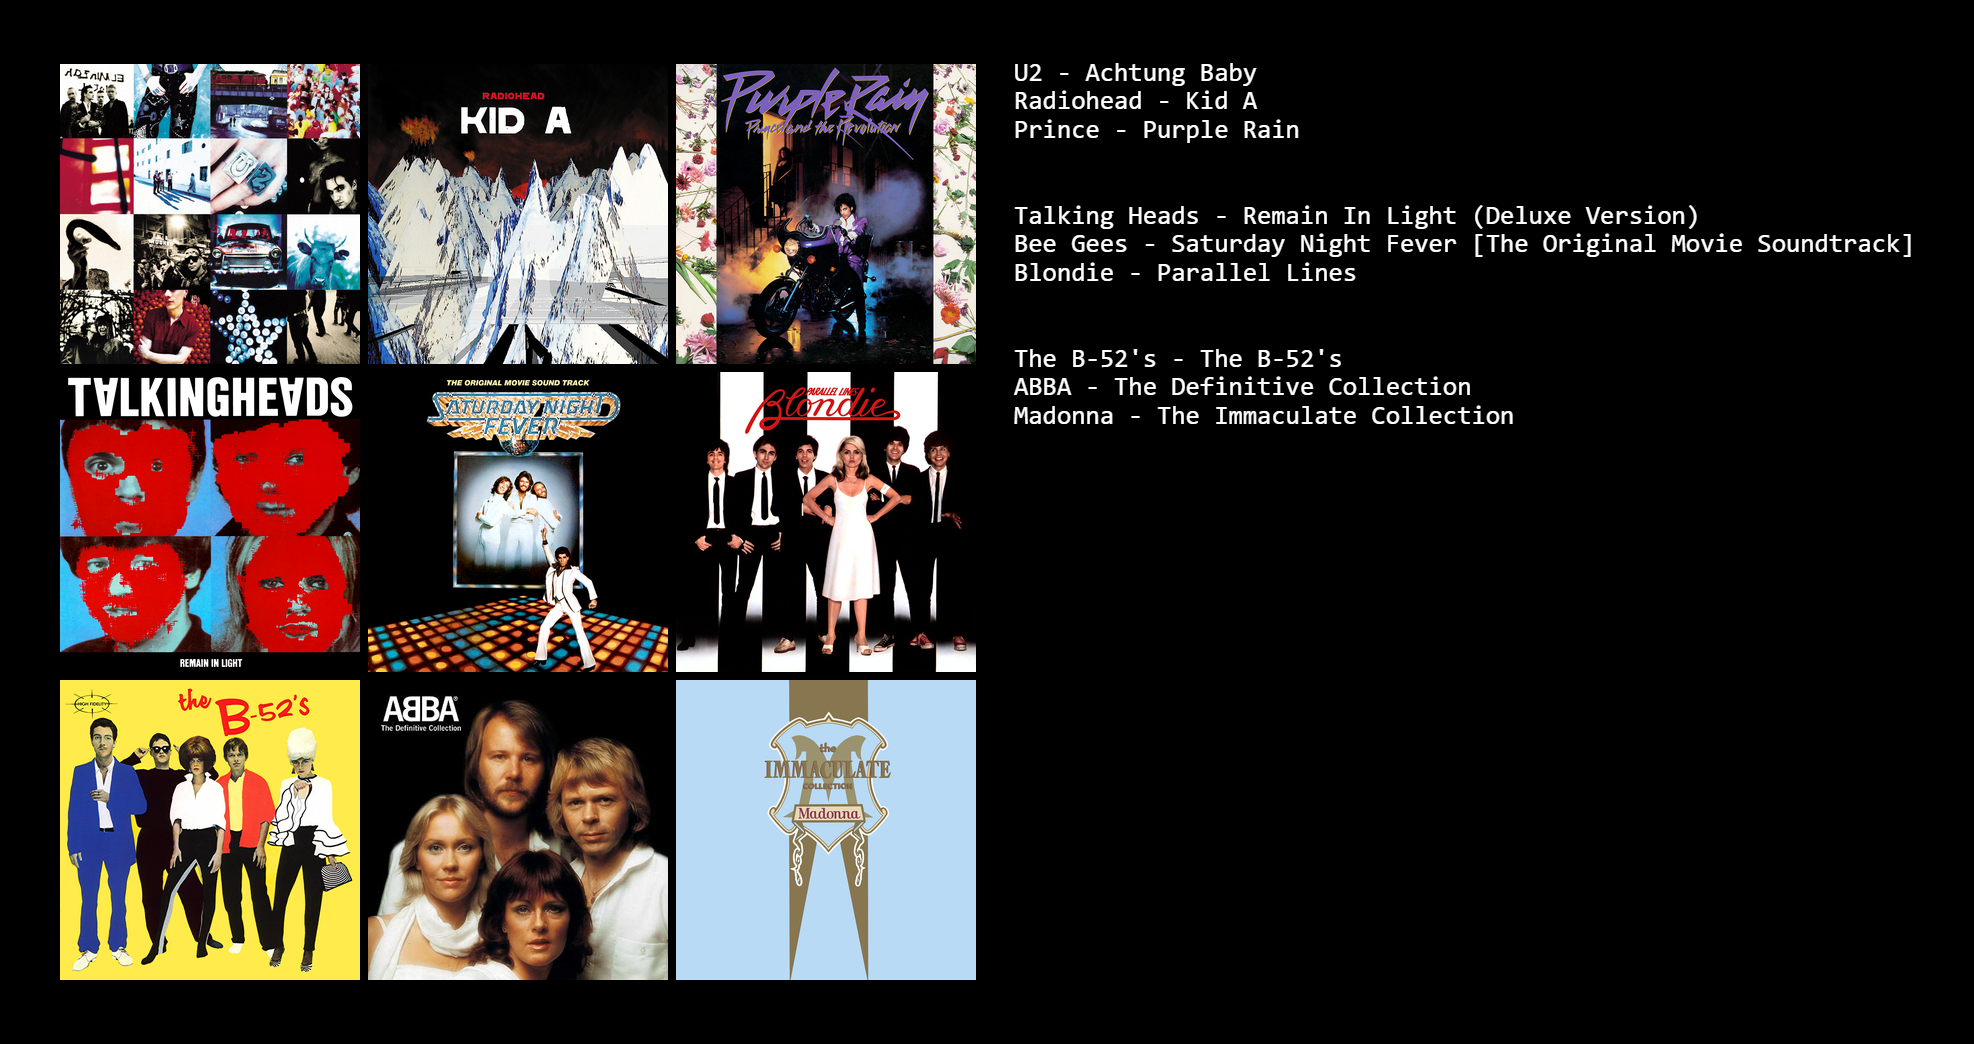 RADIOHEAD
KID A
Purple Rain
Prince and the Revolution
TALKINGHEADS
REMAIN IN LIGHT
THE ORIGINAL MOVIE SOUND TRACK
SATURDAY NIGHT
FEVER
PARALLEL LINES
Blondie
HIGH FIDELITY
the
B-52's
ABBA
The Definitive Collection
the
IMMACULATE
COLLECTION
Madonna
U2 - Achtung Baby
Radiohead - Kid A
Prince - Purple Rain
Talking Heads - Remain In Light (Deluxe Version)
Bee Gees - Saturday Night Fever [The Original Movie Soundtrack]
Blondie - Parallel Lines
The B-52's - The B-52's
ABBA - The Definitive Collection
Madonna - The Immaculate Collection